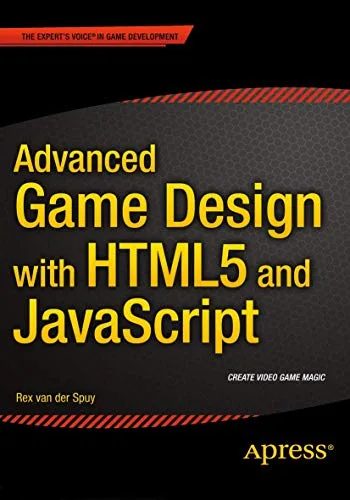 THE EXPERT'S VOICE® IN GAME DEVELOPMENT
Advanced
Game Design
with HTML5 and
JavaScript
CREATE VIDEO GAME MAGIC
Rex van der Spuy
Apress®